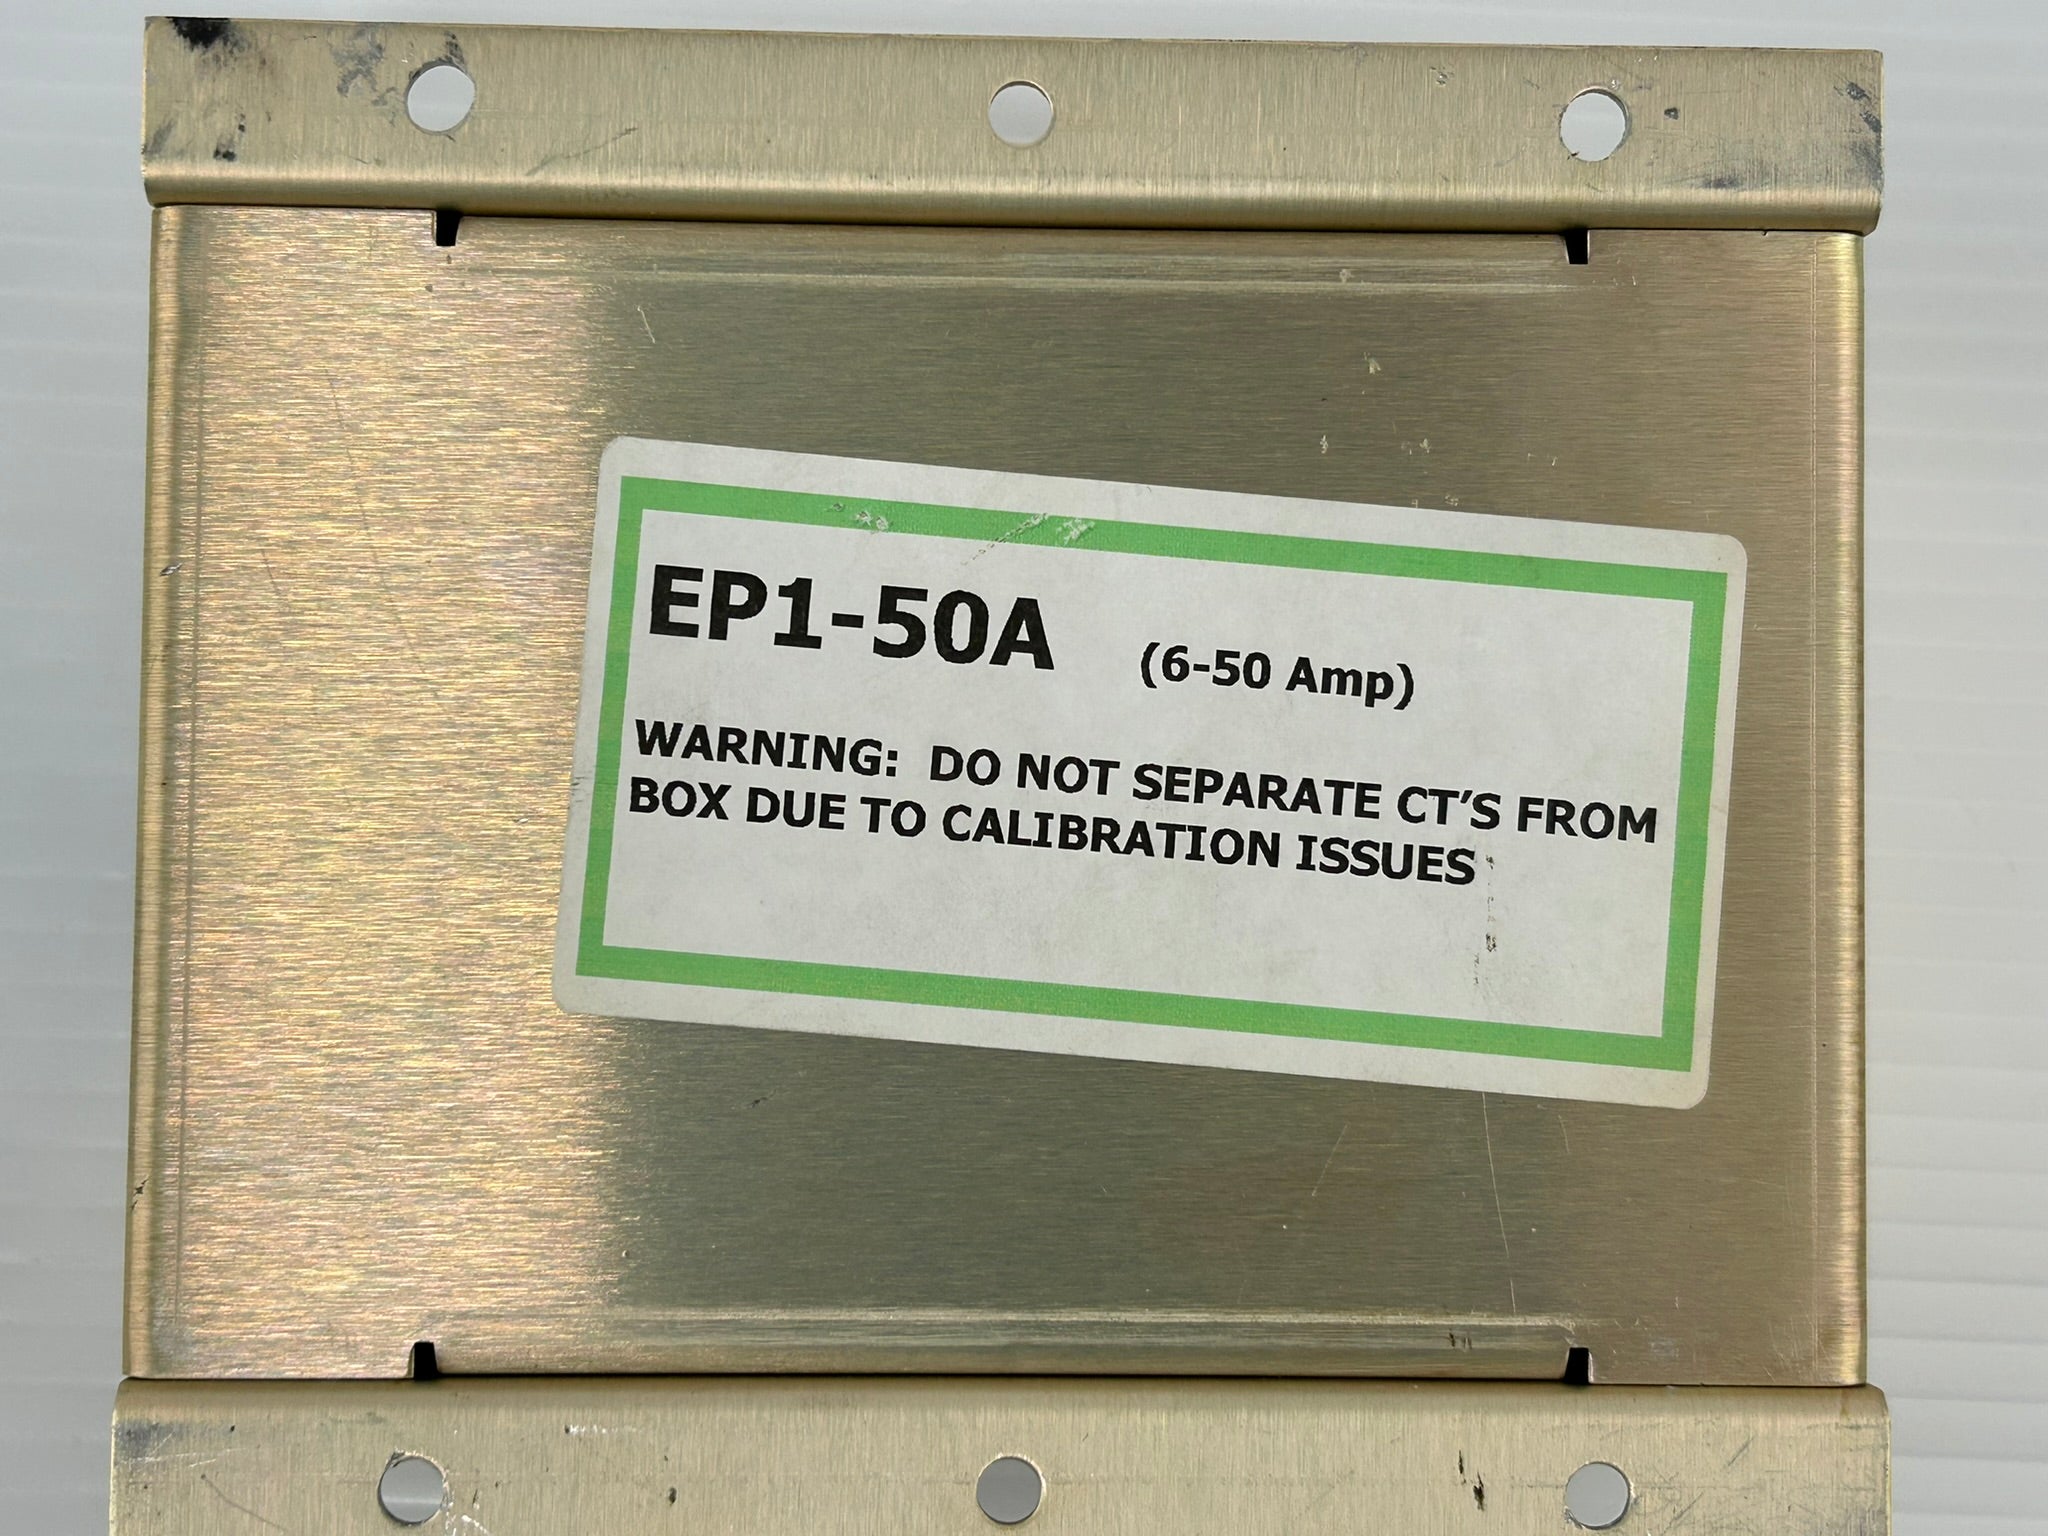 EP1-50A (6-50 Amp)
WARNING: DO NOT SEPARATE CT'S FROM
BOX DUE TO CALIBRATION ISSUES